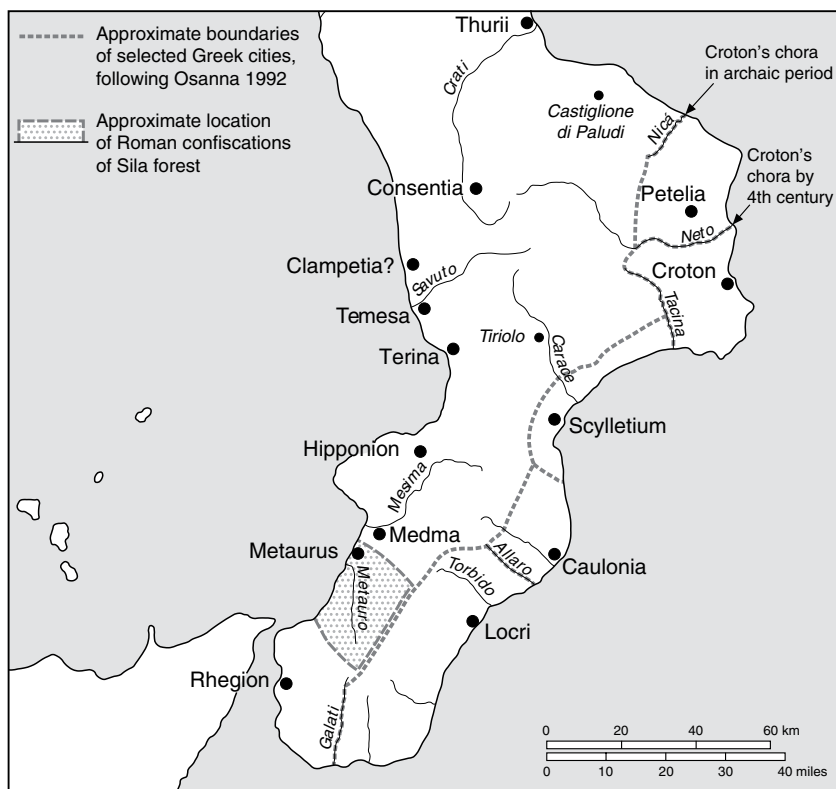 Approximate boundaries
of selected Greek cities,
following Osanna 1992
Approximate location
of Roman confiscations
of Sila forest
Thurii
Crati
Castiglione
di Paludi
Nicá
Croton's chora
in archaic period
Consentia
Petelia
Croton's
chora by
4th century
Neto
Clampetia?
Savuto
Croton
Temesa
Tacina
Terina
Tiriolo
Carace
Scylletium
Hipponion
Mesima
Medma
Metaurus
Metauro
Allaro
Caulonia
Torbido
Locri
Rhegion
Galati
0 20 40 60 km
0 10 20 30 40 miles